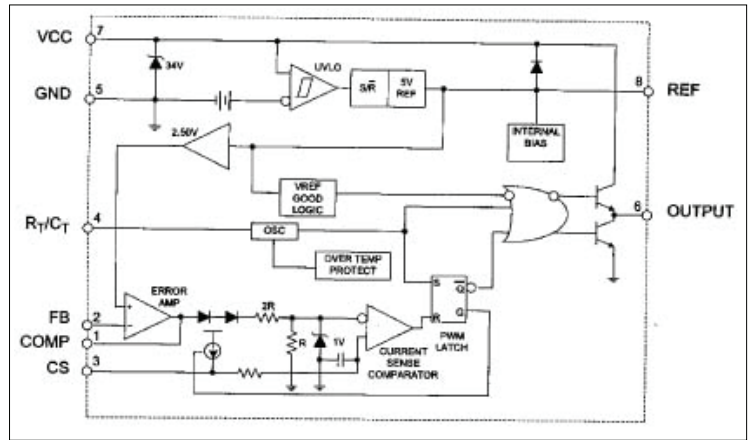 VCC 7
34V
UVLO
S/R̅
5V
REF
GND 5
8 REF
2.50V
INTERNAL
BIAS
VREF
GOOD
LOGIC
6 OUTPUT
RT/CT 4
OSC
OVER TEMP
PROTECT
ERROR
AMP
2R
S
Q̅
R
Q
FB 2
COMP 1
R
1V
PWM
LATCH
CURRENT
SENSE
COMPARATOR
CS 3